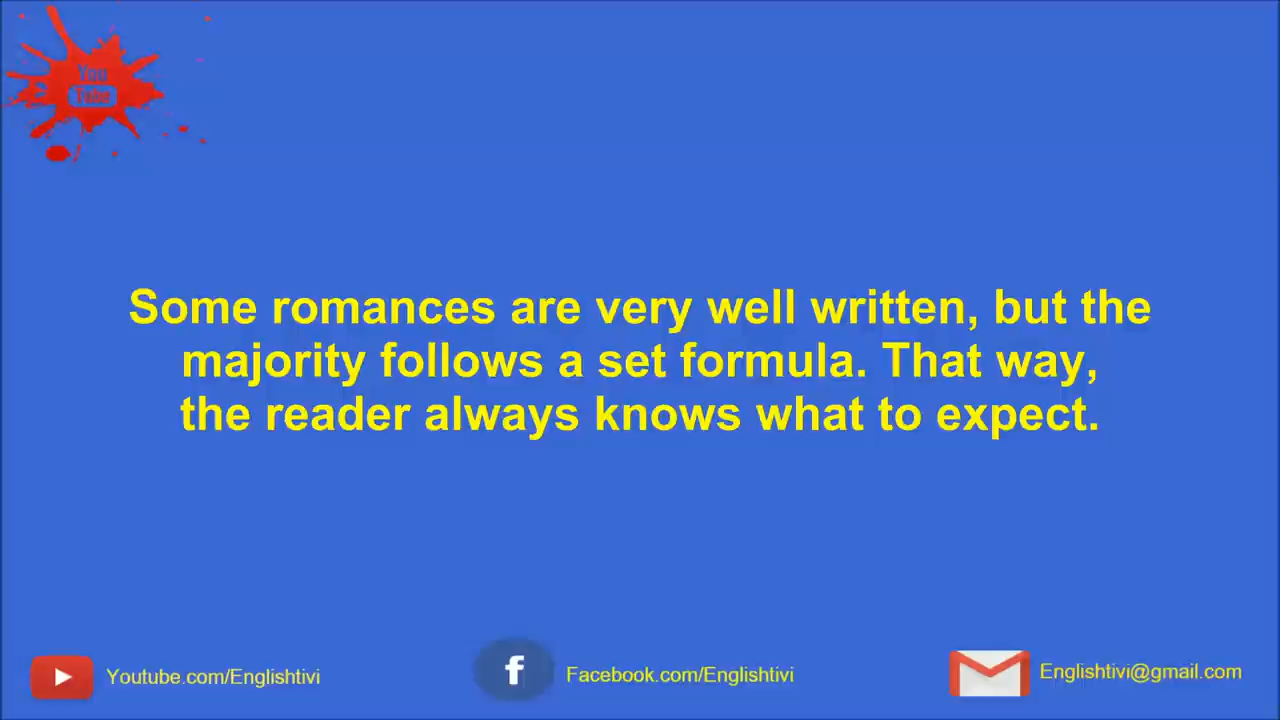 You
Tube
Some romances are very well written, but the
majority follows a set formula. That way,
the reader always knows what to expect.
Youtube.com/Englishtivi
f
Facebook.com/Englishtivi
Englishtivi@gmail.com